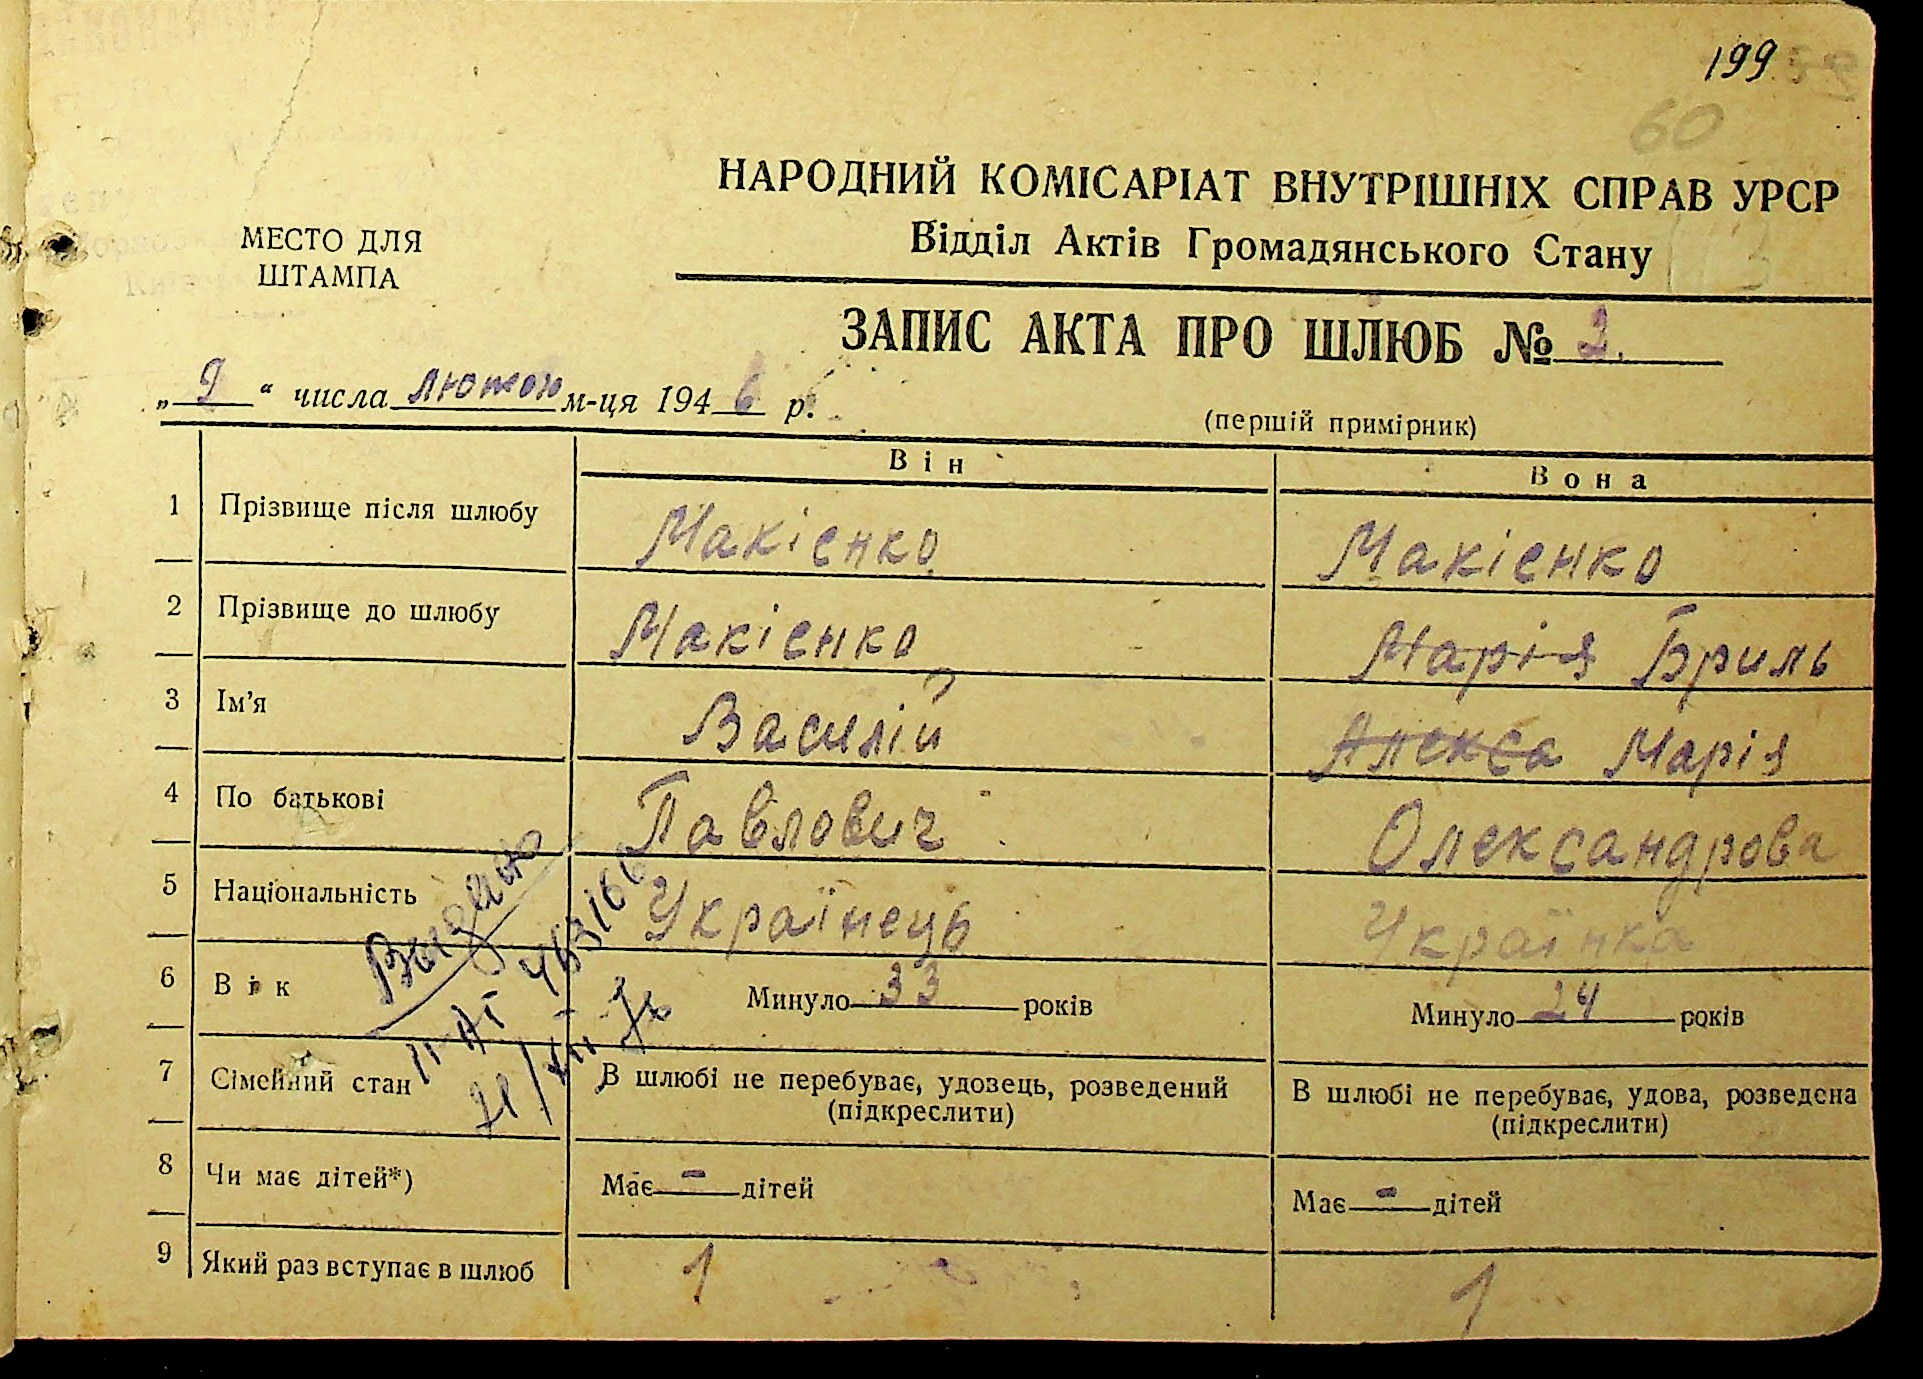 199
60
НАРОДНИЙ КОМІСАРІАТ ВНУТРІШНІХ СПРАВ УРСР
Відділ Актів Громадянського Стану
МЕСТО ДЛЯ
ШТАМПА
ЗАПИС АКТА ПРО ШЛЮБ № 2.
„ 9 “ числа лютого м-ця 1946 р.
(перший примірник)
Він Вона
1 Прізвище після шлюбу Макієнко Макієнко
2 Прізвище до шлюбу Макієнко Марія Бриль
3 Ім'я Василій Алекса Марія
4 По батькові Павлович Олександрова
5 Національність Українець Українка
6 Вік Минуло 33 років Минуло 24 років
7 Сімейний стан В шлюбі не перебуває, удовець, розведений В шлюбі не перебуває, удова, розведена
(підкреслити) (підкреслити)
8 Чи має дітей*) Має - дітей Має - дітей
9 Який раз вступає в шлюб 1 1